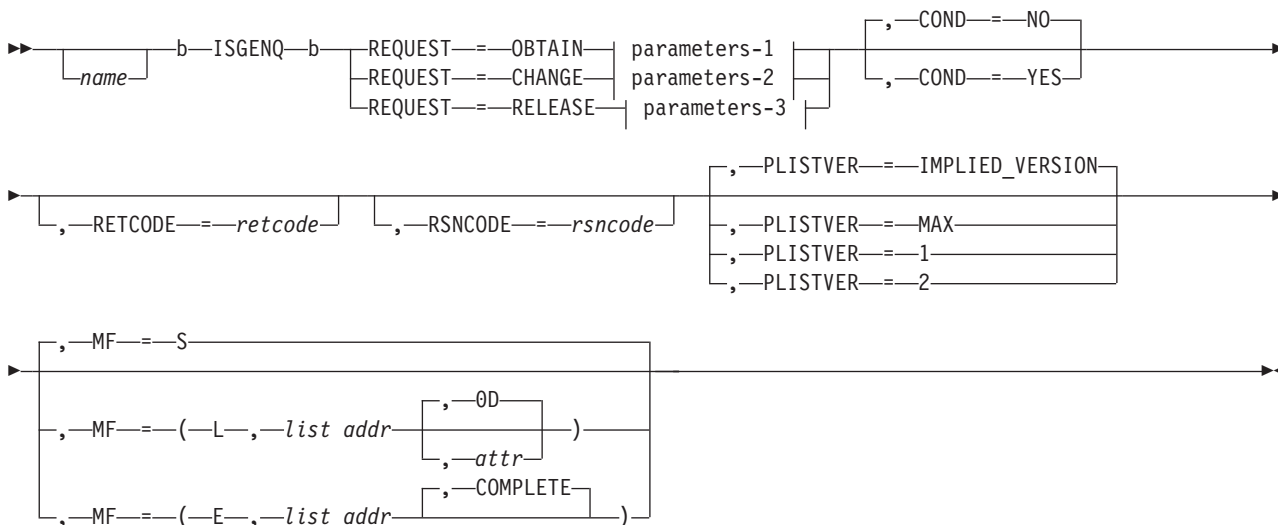 , COND = NO
name b ISGENQ b REQUEST = OBTAIN parameters-1
REQUEST = CHANGE parameters-2 , COND = YES
REQUEST = RELEASE parameters-3
, PLISTVER = IMPLIED_VERSION
, RETCODE = retcode , RSNCODE = rsncode , PLISTVER = MAX
, PLISTVER = 1
, PLISTVER = 2
, MF = S
, 0D
, MF = ( L , list addr )
, attr
, COMPLETE
, MF = ( E , list addr )